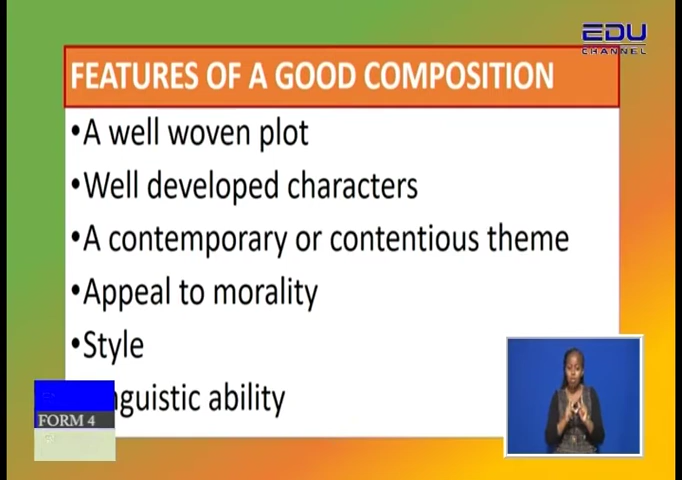 EDU
CHANNEL
FEATURES OF A GOOD COMPOSITION
•A well woven plot
•Well developed characters
•A contemporary or contentious theme
•Appeal to morality
•Style
nguistic ability
FORM 4